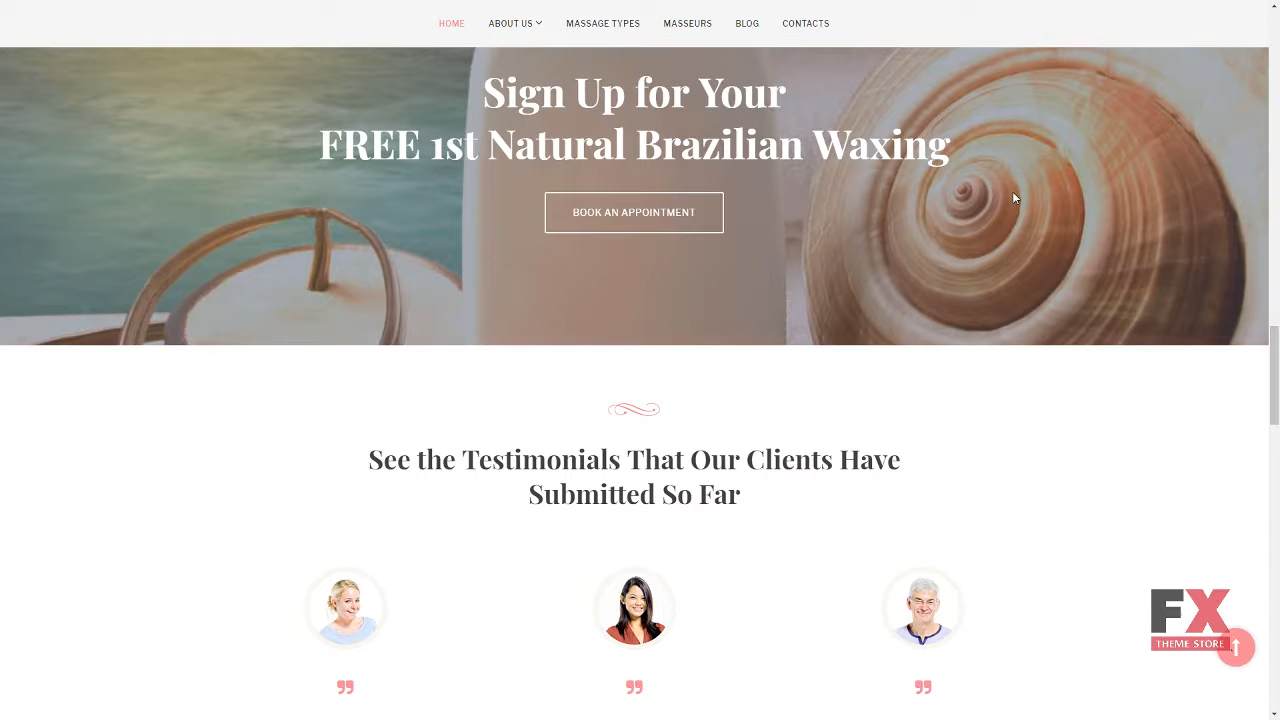 HOME ABOUT US MASSAGE TYPES MASSEURS BLOG CONTACTS
Sign Up for Your
FREE 1st Natural Brazilian Waxing
BOOK AN APPOINTMENT
See the Testimonials That Our Clients Have
Submitted So Far
FX
THEME STORE